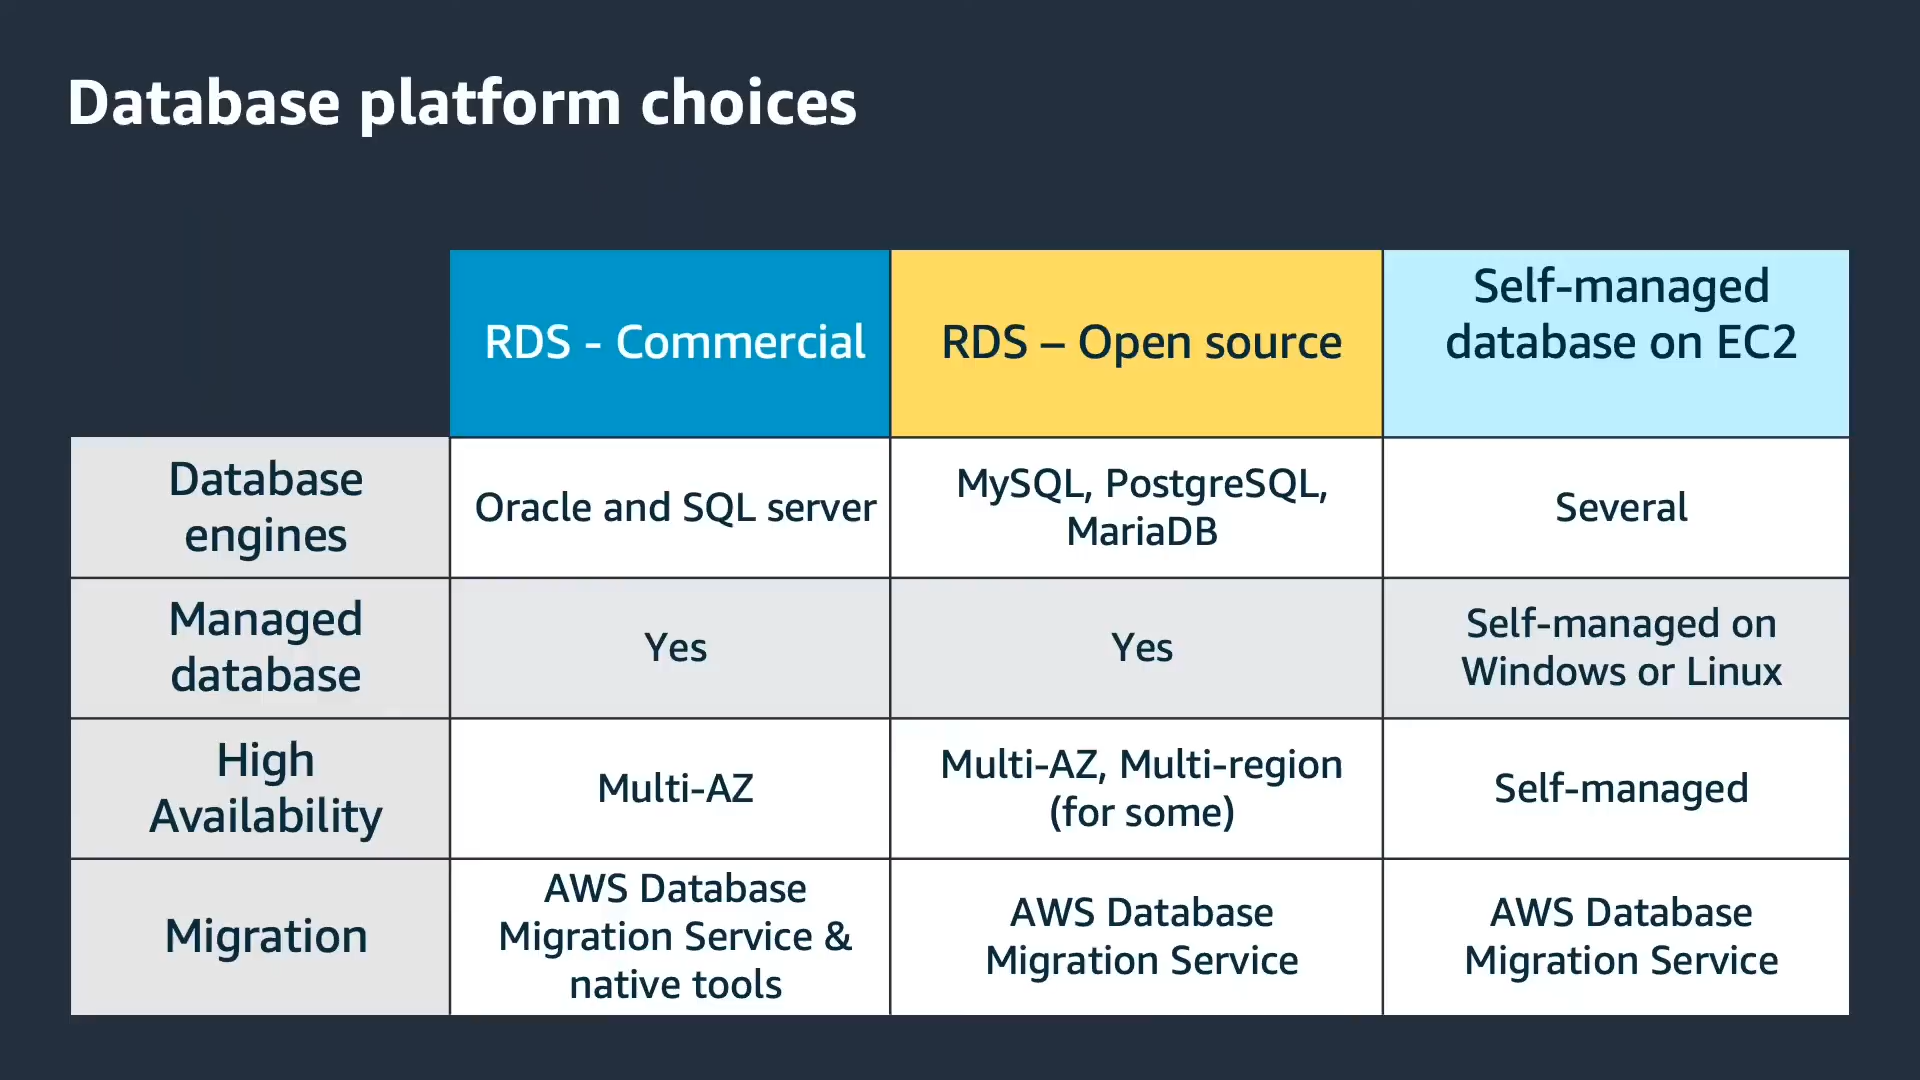 Database platform choices
RDS - Commercial
RDS – Open source
Self-managed
database on EC2
Database
engines
Oracle and SQL server
MySQL, PostgreSQL,
MariaDB
Several
Managed
database
Yes
Yes
Self-managed on
Windows or Linux
High
Availability
Multi-AZ
Multi-AZ, Multi-region
(for some)
Self-managed
Migration
AWS Database
Migration Service &
native tools
AWS Database
Migration Service
AWS Database
Migration Service